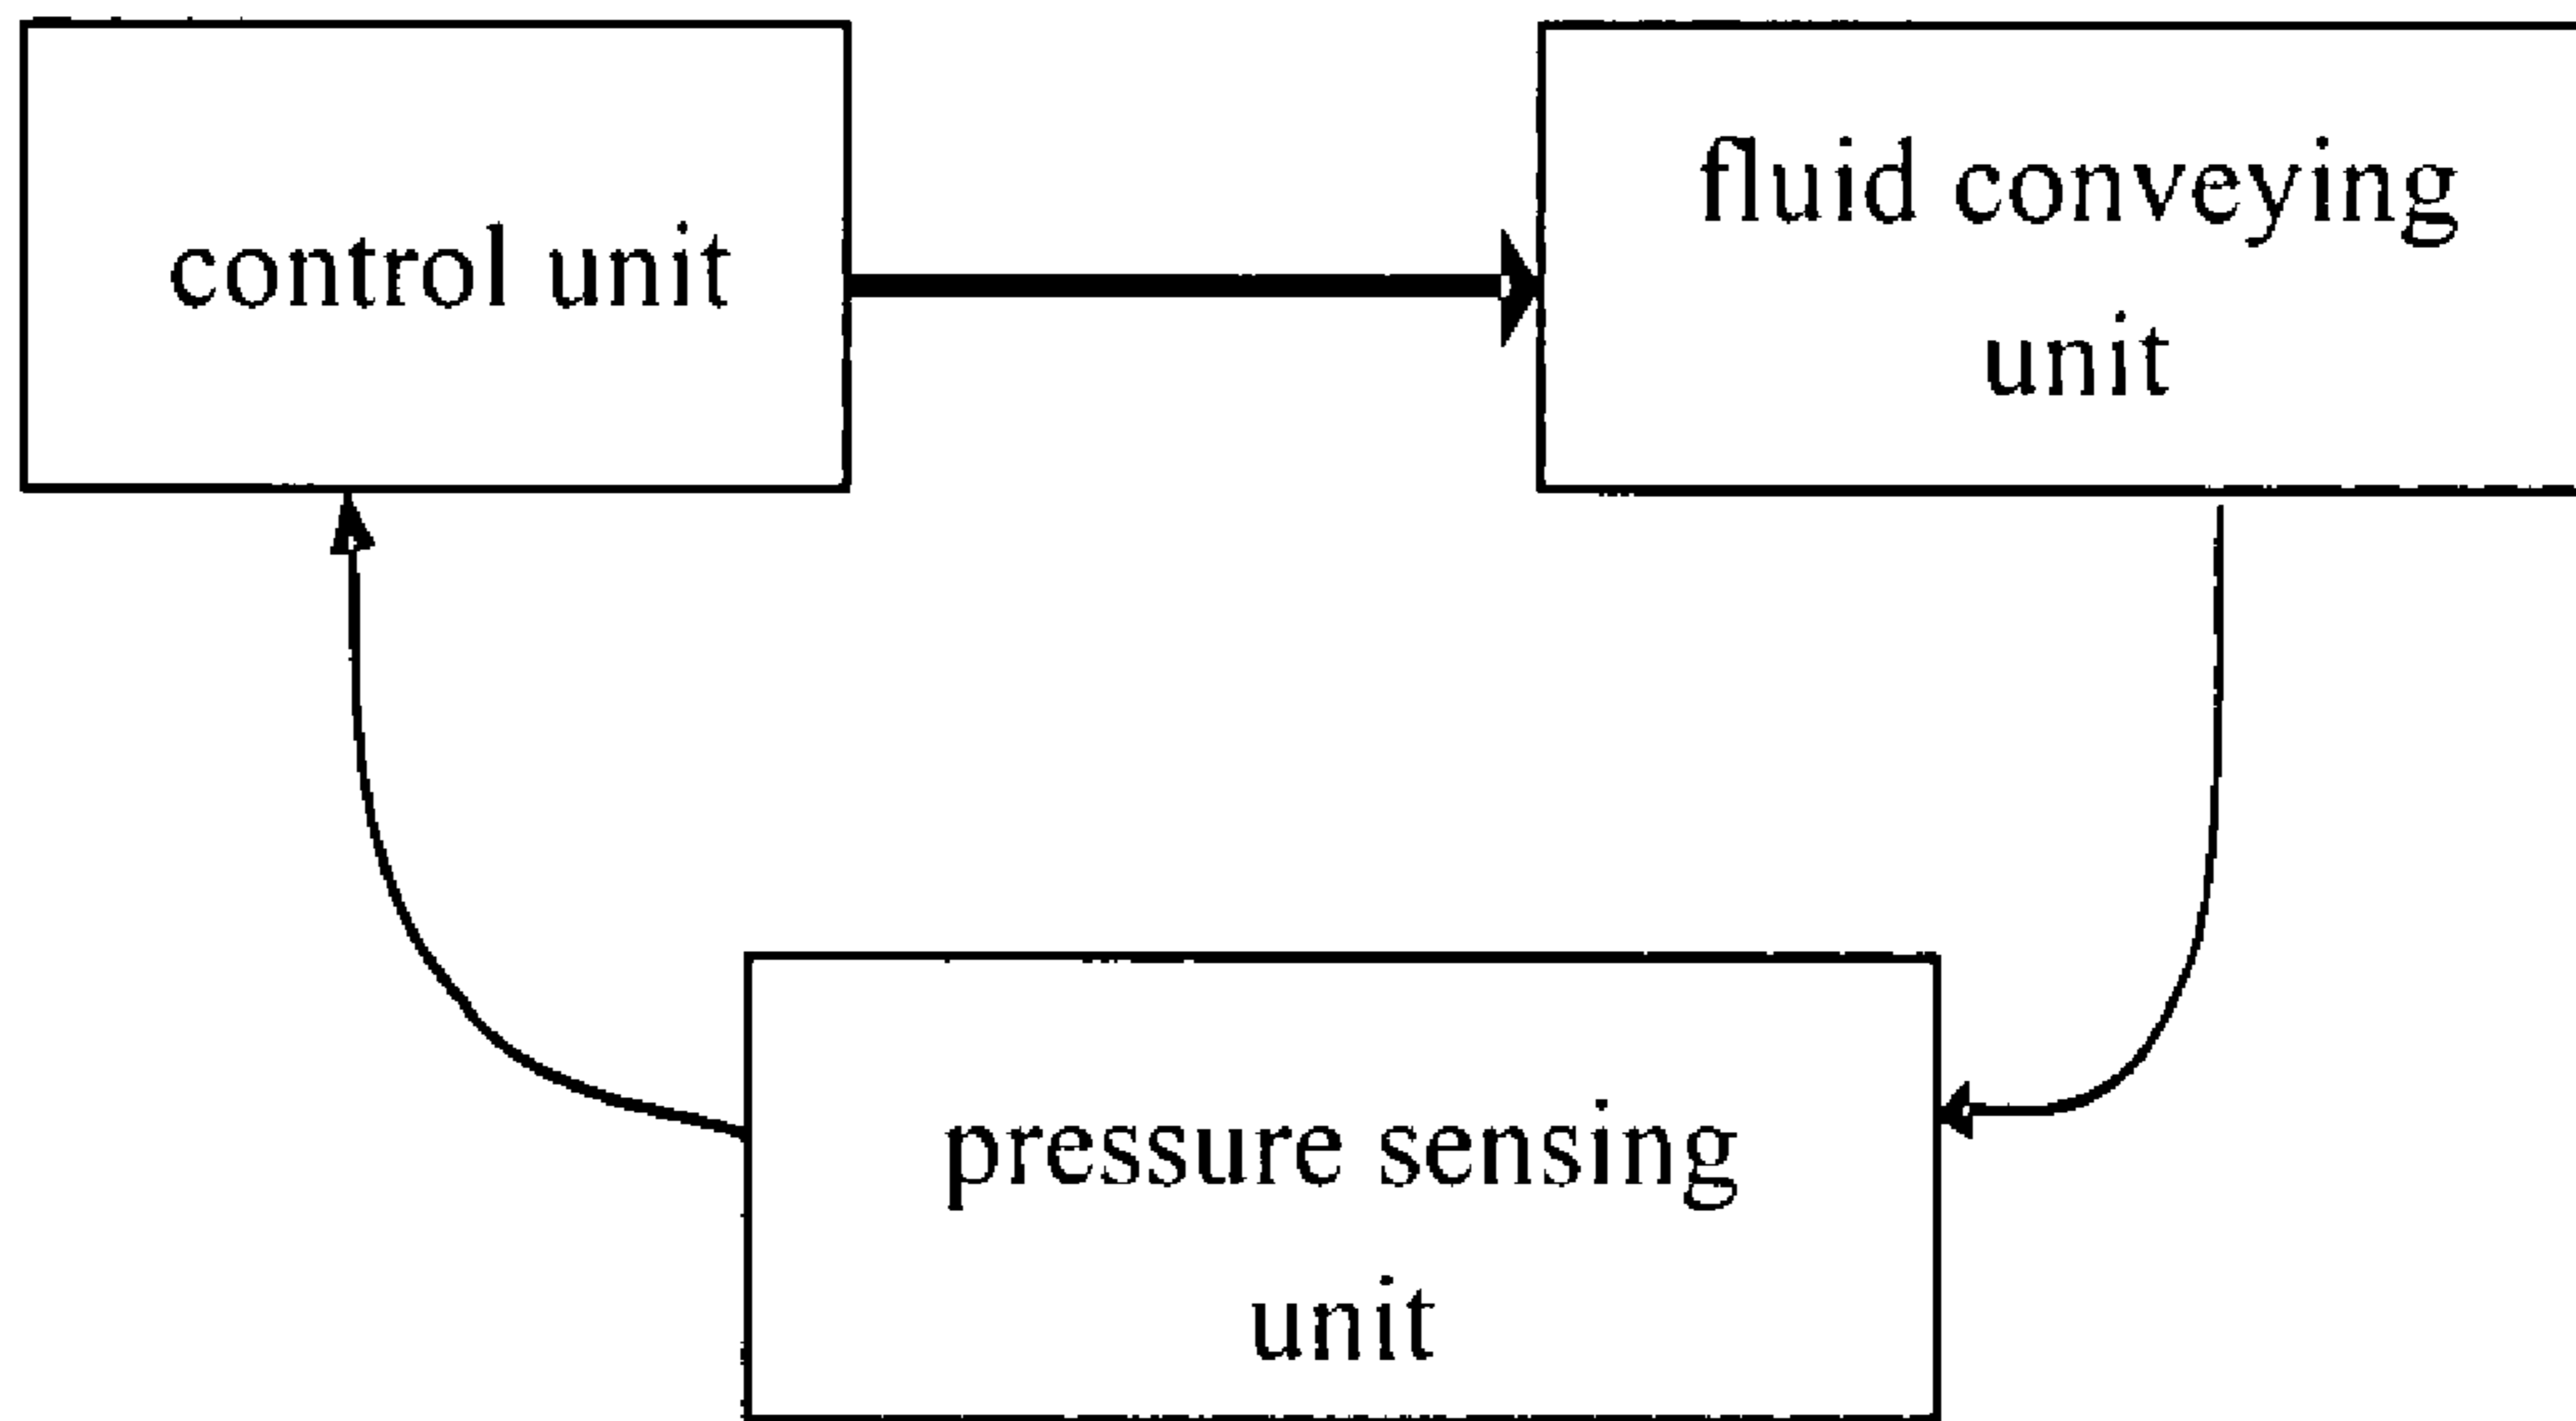 control unit
fluid conveying
unit
pressure sensing
unit